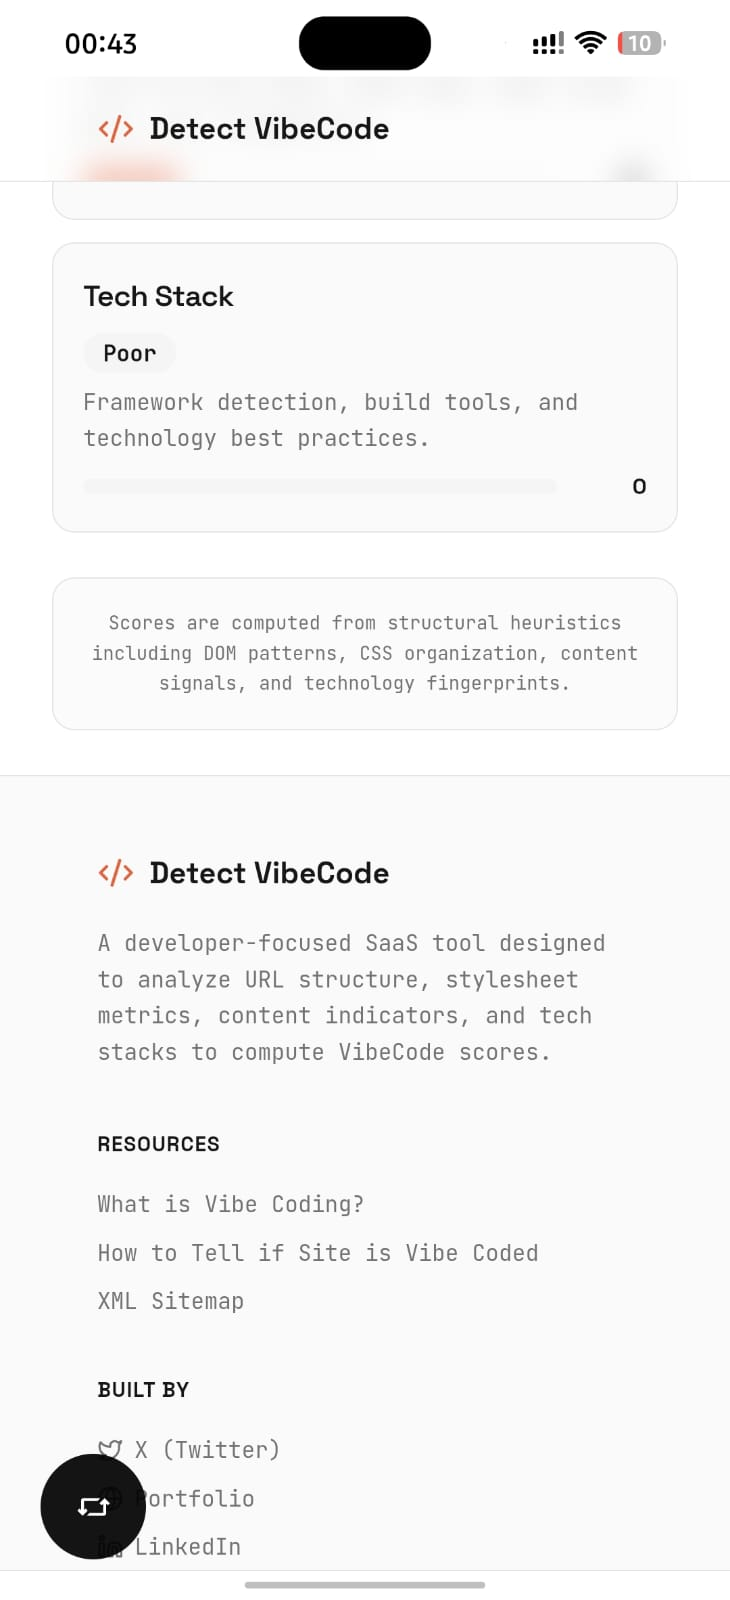 00:43
10
</> Detect VibeCode
Tech Stack
Poor
Framework detection, build tools, and
technology best practices.
0
Scores are computed from structural heuristics
including DOM patterns, CSS organization, content
signals, and technology fingerprints.
</> Detect VibeCode
A developer-focused SaaS tool designed
to analyze URL structure, stylesheet
metrics, content indicators, and tech
stacks to compute VibeCode scores.
RESOURCES
What is Vibe Coding?
How to Tell if Site is Vibe Coded
XML Sitemap
BUILT BY
X (Twitter)
Portfolio
LinkedIn